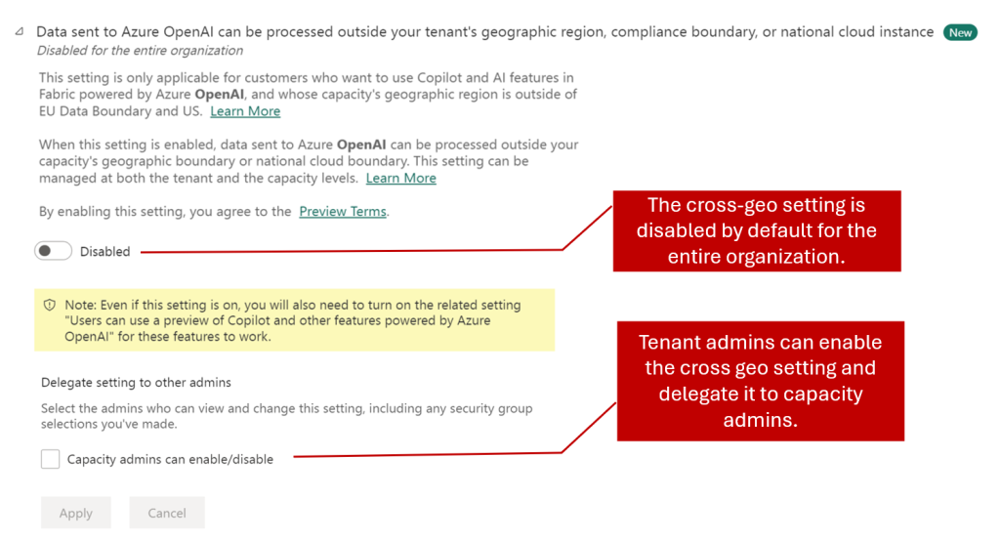 Data sent to Azure OpenAI can be processed outside your tenant's geographic region, compliance boundary, or national cloud instance New
Disabled for the entire organization
This setting is only applicable for customers who want to use Copilot and AI features in
Fabric powered by Azure OpenAI, and whose capacity's geographic region is outside of
EU Data Boundary and US. Learn More
When this setting is enabled, data sent to Azure OpenAI can be processed outside your
capacity's geographic boundary or national cloud boundary. This setting can be
managed at both the tenant and the capacity levels. Learn More
By enabling this setting, you agree to the Preview Terms.
Disabled
The cross-geo setting is
disabled by default for the
entire organization.
Note: Even if this setting is on, you will also need to turn on the related setting
"Users can use a preview of Copilot and other features powered by Azure
OpenAI" for these features to work.
Tenant admins can enable
the cross geo setting and
delegate it to capacity
admins.
Delegate setting to other admins
Select the admins who can view and change this setting, including any security group
selections you've made.
Capacity admins can enable/disable
Apply
Cancel